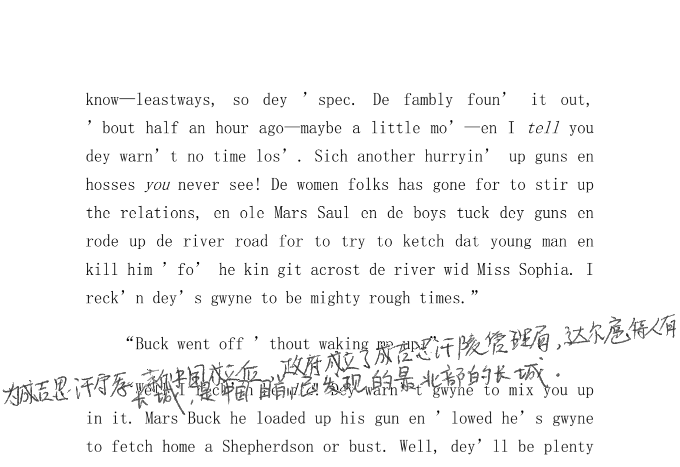 know—leastways, so dey ’spec. De fambly foun’ it out,
’bout half an hour ago—maybe a little mo’—en I tell you
dey warn’t no time los’. Sich another hurryin’ up guns en
hosses you never see! De women folks has gone for to stir up
the relations, en ole Mars Saul en de boys tuck dey guns en
rode up de river road for to try to ketch dat young man en
kill him ’fo’ he kin git acrost de river wid Miss Sophia. I
reck’n dey’s gwyne to be mighty rough times.”
“Buck went off ’thout waking me up.”
为成吉思汗守孝 新中国成立后，政府成立了成吉思汗陵管理局，达尔扈特人有
长城，是中国目前已发现的最北部的长城.
“Well, I reck’n he did! Dey warn’t gwyne to mix you up
in it. Mars Buck he loaded up his gun en ’lowed he’s gwyne
to fetch home a Shepherdson or bust. Well, dey’ll be plenty